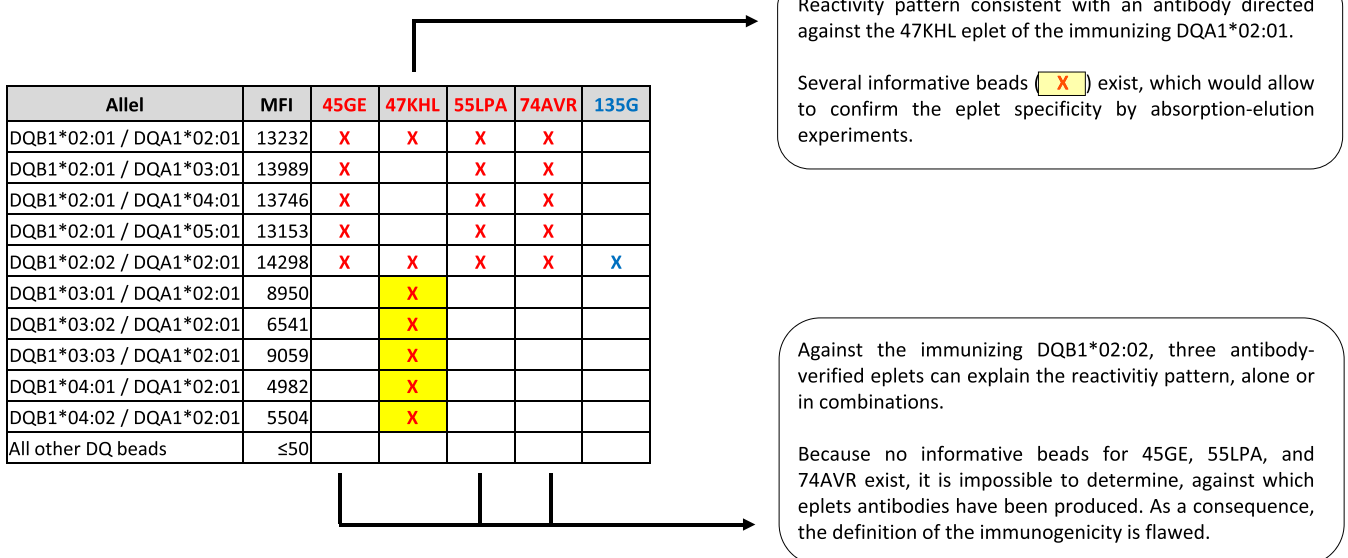 Reactivity pattern consistent with an antibody directed
against the 47KHL eplet of the immunizing DQA1*02:01.
Several informative beads ( X ) exist, which would allow
to confirm the eplet specificity by absorption-elution
experiments.
Allel MFI 45GE 47KHL 55LPA 74AVR 135G
DQB1*02:01 / DQA1*02:01 13232 X X X X
DQB1*02:01 / DQA1*03:01 13989 X X X
DQB1*02:01 / DQA1*04:01 13746 X X X
DQB1*02:01 / DQA1*05:01 13153 X X X
DQB1*02:02 / DQA1*02:01 14298 X X X X X
DQB1*03:01 / DQA1*02:01 8950 X
DQB1*03:02 / DQA1*02:01 6541 X
DQB1*03:03 / DQA1*02:01 9059 X
DQB1*04:01 / DQA1*02:01 4982 X
DQB1*04:02 / DQA1*02:01 5504 X
All other DQ beads ≤50
Against the immunizing DQB1*02:02, three antibody-
verified eplets can explain the reactivitiy pattern, alone or
in combinations.
Because no informative beads for 45GE, 55LPA, and
74AVR exist, it is impossible to determine, against which
eplets antibodies have been produced. As a consequence,
the definition of the immunogenicity is flawed.